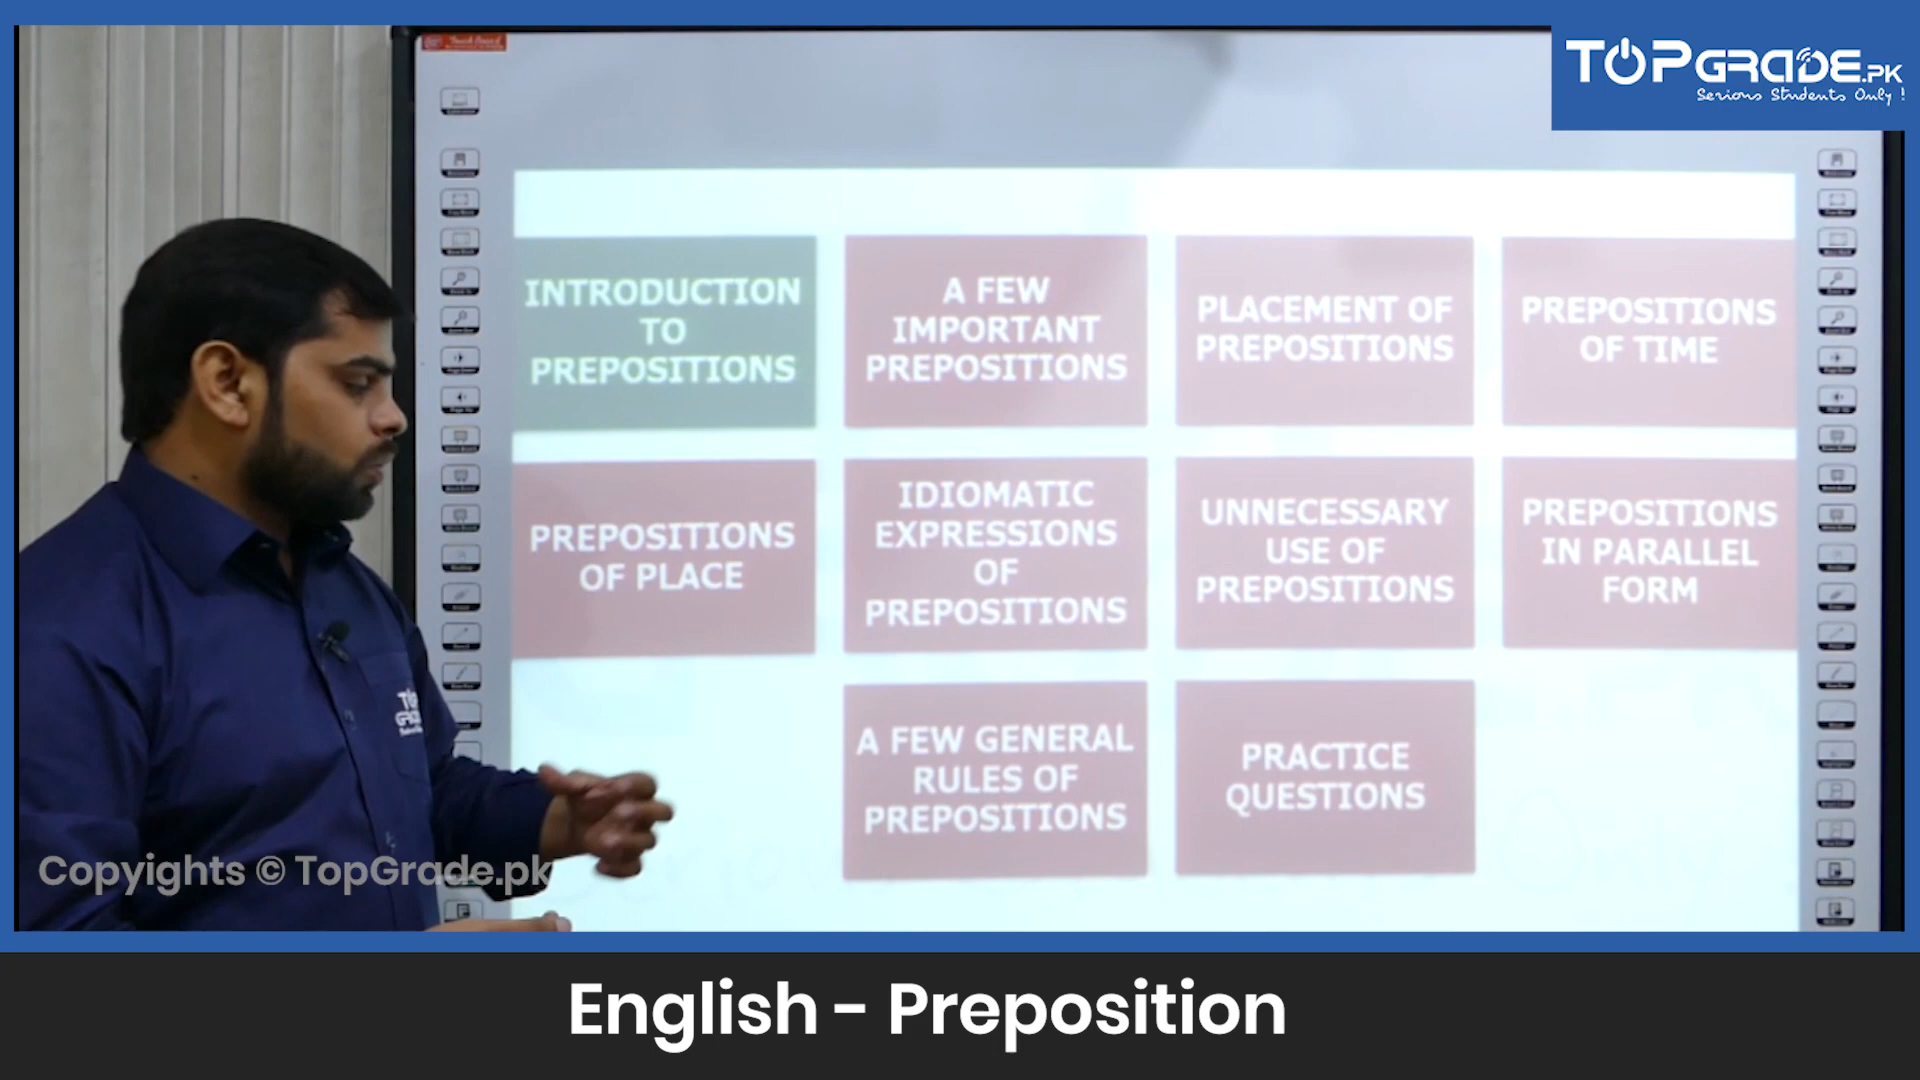 TOPGRADE.PK
Serious Students Only !
INTRODUCTION
TO
PREPOSITIONS
A FEW
IMPORTANT
PREPOSITIONS
PLACEMENT OF
PREPOSITIONS
PREPOSITIONS
OF TIME
PREPOSITIONS
OF PLACE
IDIOMATIC
EXPRESSIONS
OF
PREPOSITIONS
UNNECESSARY
USE OF
PREPOSITIONS
PREPOSITIONS
IN PARALLEL
FORM
A FEW GENERAL
RULES OF
PREPOSITIONS
PRACTICE
QUESTIONS
Copyights © TopGrade.pk
English - Preposition